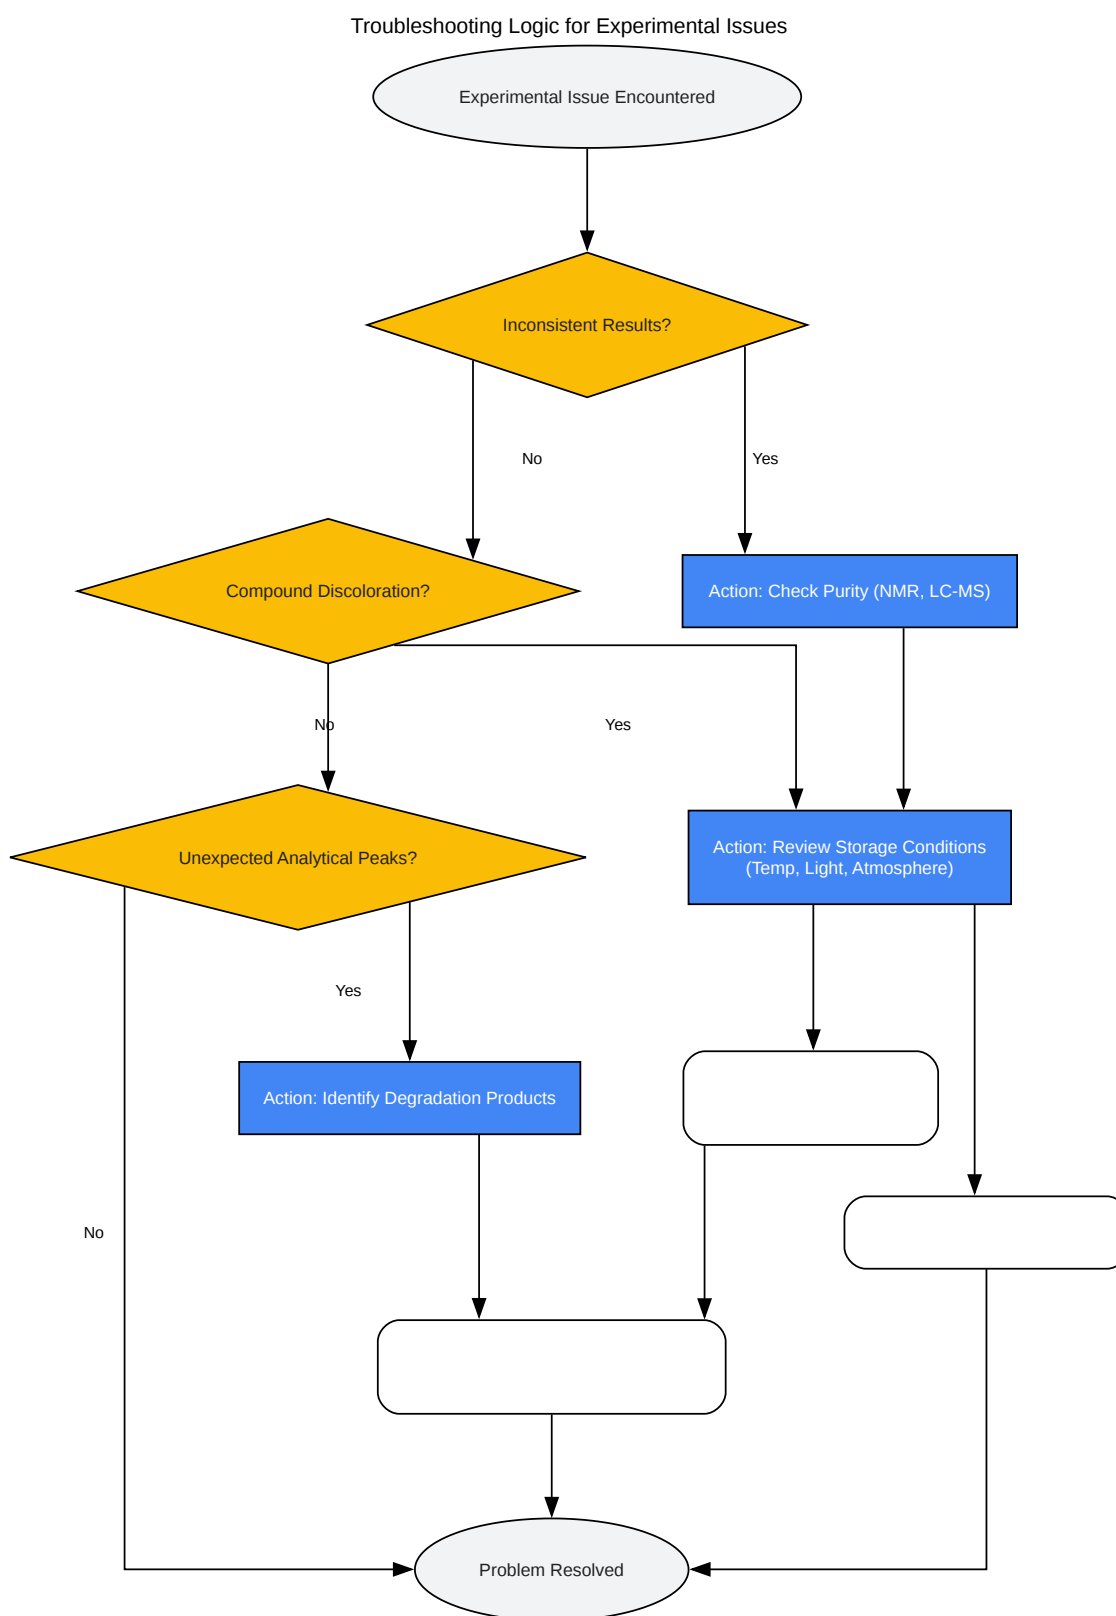 Troubleshooting Logic for Experimental Issues
Experimental Issue Encountered
Inconsistent Results?
No
Yes
Compound Discoloration?
Action: Check Purity (NMR, LC-MS)
No
Yes
Unexpected Analytical Peaks?
Action: Review Storage Conditions
(Temp, Light, Atmosphere)
Yes
Action: Identify Degradation Products
No
Problem Resolved